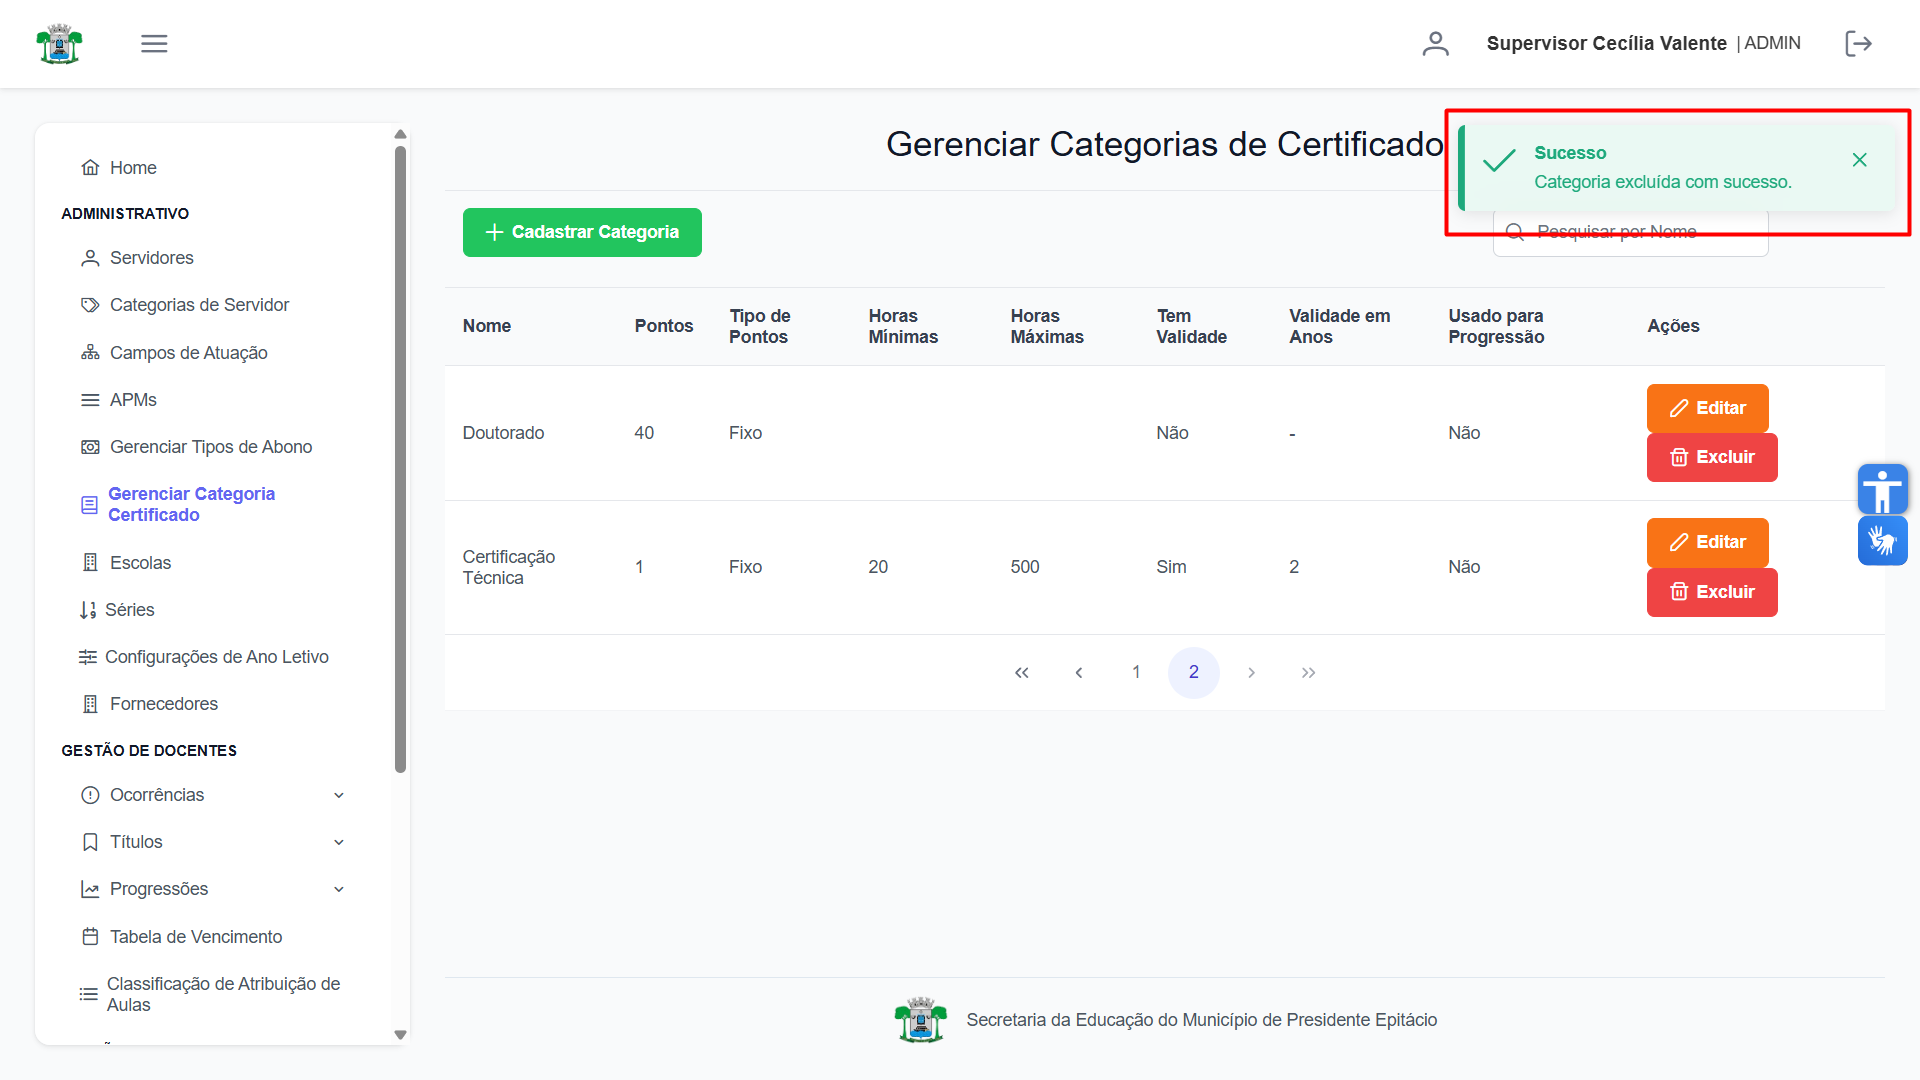 Supervisor Cecília Valente | ADMIN
Home
ADMINISTRATIVO
Servidores
Categorias de Servidor
Campos de Atuação
APMs
Gerenciar Tipos de Abono
Gerenciar Categoria
Certificado
Escolas
Séries
Configurações de Ano Letivo
Fornecedores
GESTÃO DE DOCENTES
Ocorrências
Títulos
Progressões
Tabela de Vencimento
Classificação de Atribuição de
Aulas
Gerenciar Categorias de Certificado
Sucesso
Categoria excluída com sucesso.
Cadastrar Categoria
Pesquisar por Nome
Nome Pontos Tipo de Pontos Horas Mínimas Horas Máximas Tem Validade Validade em Anos Usado para Progressão Ações
Doutorado 40 Fixo Não - Não
Editar
Excluir
Certificação Técnica 1 Fixo 20 500 Sim 2 Não
Editar
Excluir
« ‹ 1 2 › »
Secretaria da Educação do Município de Presidente Epitácio